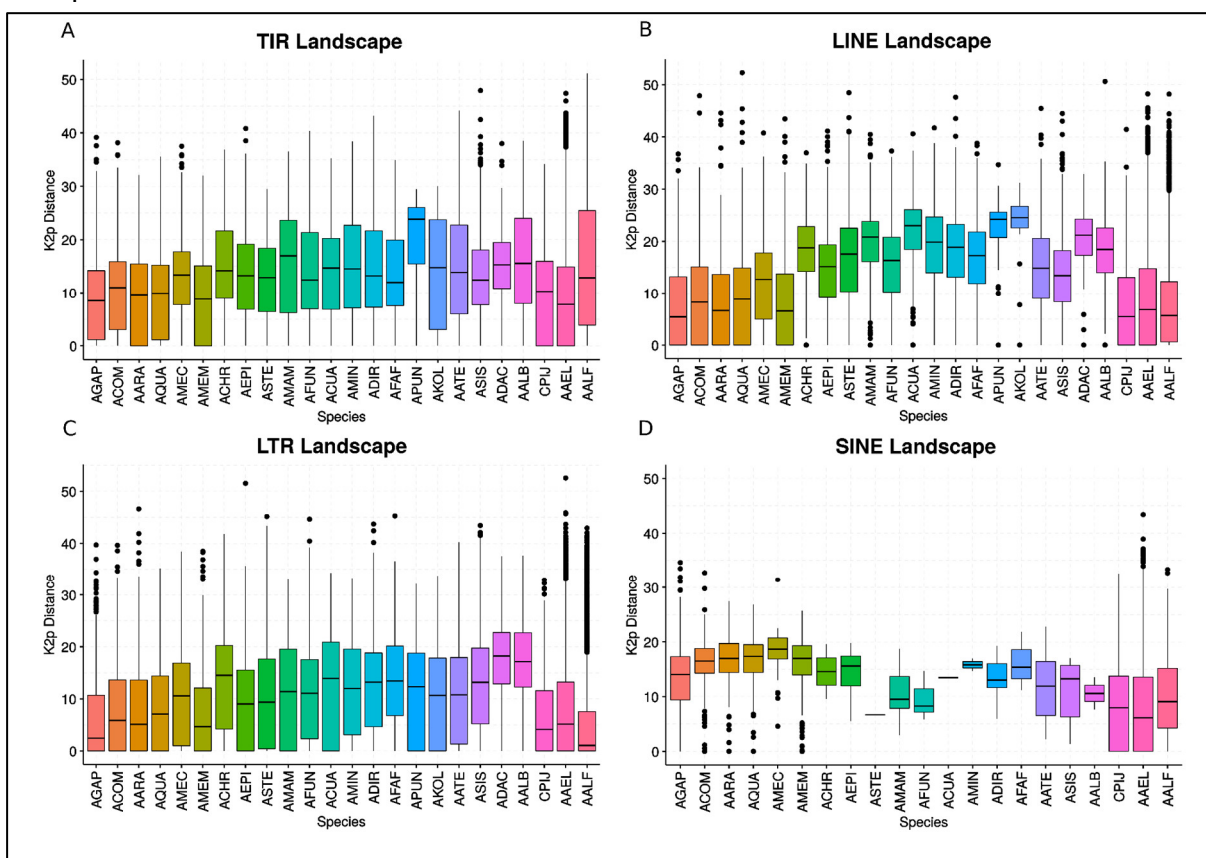 A
TIR Landscape
50
40
30
20
10
0
K2p Distance
AGAP ACOM AARA AQUA AMEC AMEM ACHR AEPI ASTE AMAM AFUN ACUA AMIN ADIR AFAF APUN AKOL AATE ASIS ADAC AALB CPIJ AAEL AALF
Species
B
LINE Landscape
50
40
30
20
10
0
K2p Distance
AGAP ACOM AARA AQUA AMEC AMEM ACHR AEPI ASTE AMAM AFUN ACUA AMIN ADIR AFAF APUN AKOL AATE ASIS ADAC AALB CPIJ AAEL AALF
Species
C
LTR Landscape
50
40
30
20
10
0
K2p Distance
AGAP ACOM AARA AQUA AMEC AMEM ACHR AEPI ASTE AMAM AFUN ACUA AMIN ADIR AFAF APUN AKOL AATE ASIS ADAC AALB CPIJ AAEL AALF
Species
D
SINE Landscape
50
40
30
20
10
0
K2p Distance
AGAP ACOM AARA AQUA AMEC AMEM ACHR AEPI ASTE AMAM AFUN ACUA AMIN ADIR AFAF AATE ASIS AALB CPIJ AAEL AALF
Species